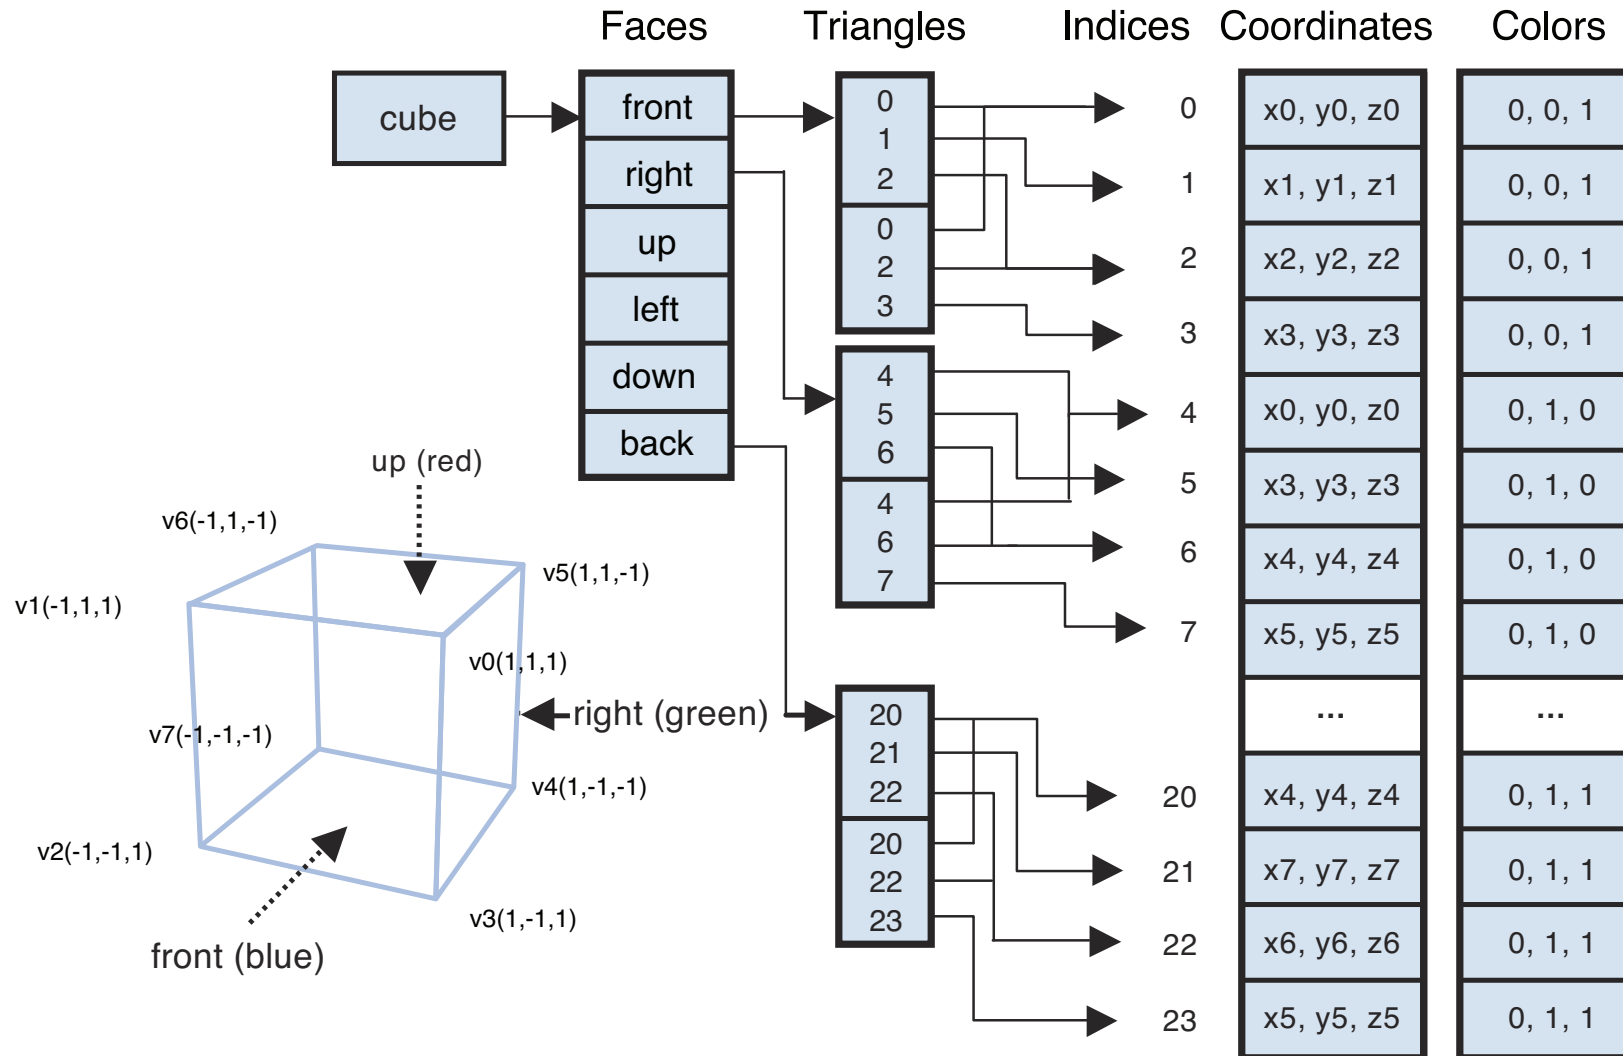 Faces Triangles Indices Coordinates Colors
cube
front
right
up
left
down
back
0
1
2
0
2
3
4
5
6
4
6
7
20
21
22
20
22
23
0
1
2
3
4
5
6
7
20
21
22
23
x0, y0, z0
x1, y1, z1
x2, y2, z2
x3, y3, z3
x0, y0, z0
x3, y3, z3
x4, y4, z4
x5, y5, z5
...
x4, y4, z4
x7, y7, z7
x6, y6, z6
x5, y5, z5
0, 0, 1
0, 0, 1
0, 0, 1
0, 0, 1
0, 1, 0
0, 1, 0
0, 1, 0
0, 1, 0
...
0, 1, 1
0, 1, 1
0, 1, 1
0, 1, 1
up (red)
v6(-1,1,-1)
v5(1,1,-1)
v1(-1,1,1)
v0(1,1,1)
right (green)
v7(-1,-1,-1)
v4(1,-1,-1)
v2(-1,-1,1)
v3(1,-1,1)
front (blue)